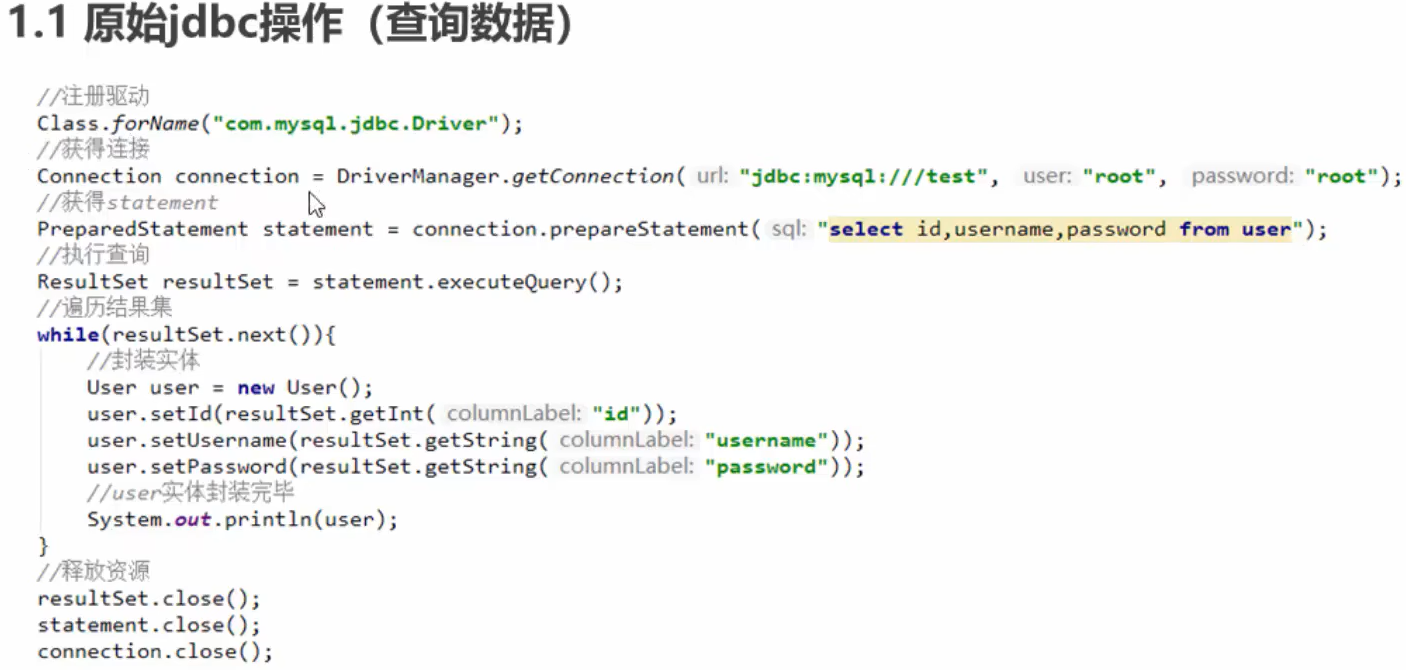 1.1 原始jdbc操作（查询数据）
//注册驱动
Class.forName("com.mysql.jdbc.Driver");
//获得连接
Connection connection = DriverManager.getConnection( url: "jdbc:mysql:///test", user: "root", password: "root");
//获得statement
PreparedStatement statement = connection.prepareStatement( sql: "select id,username,password from user");
//执行查询
ResultSet resultSet = statement.executeQuery();
//遍历结果集
while(resultSet.next()){
//封装实体
User user = new User();
user.setId(resultSet.getInt( columnLabel: "id"));
user.setUsername(resultSet.getString( columnLabel: "username"));
user.setPassword(resultSet.getString( columnLabel: "password"));
//user实体封装完毕
System.out.println(user);
}
//释放资源
resultSet.close();
statement.close();
connection.close();